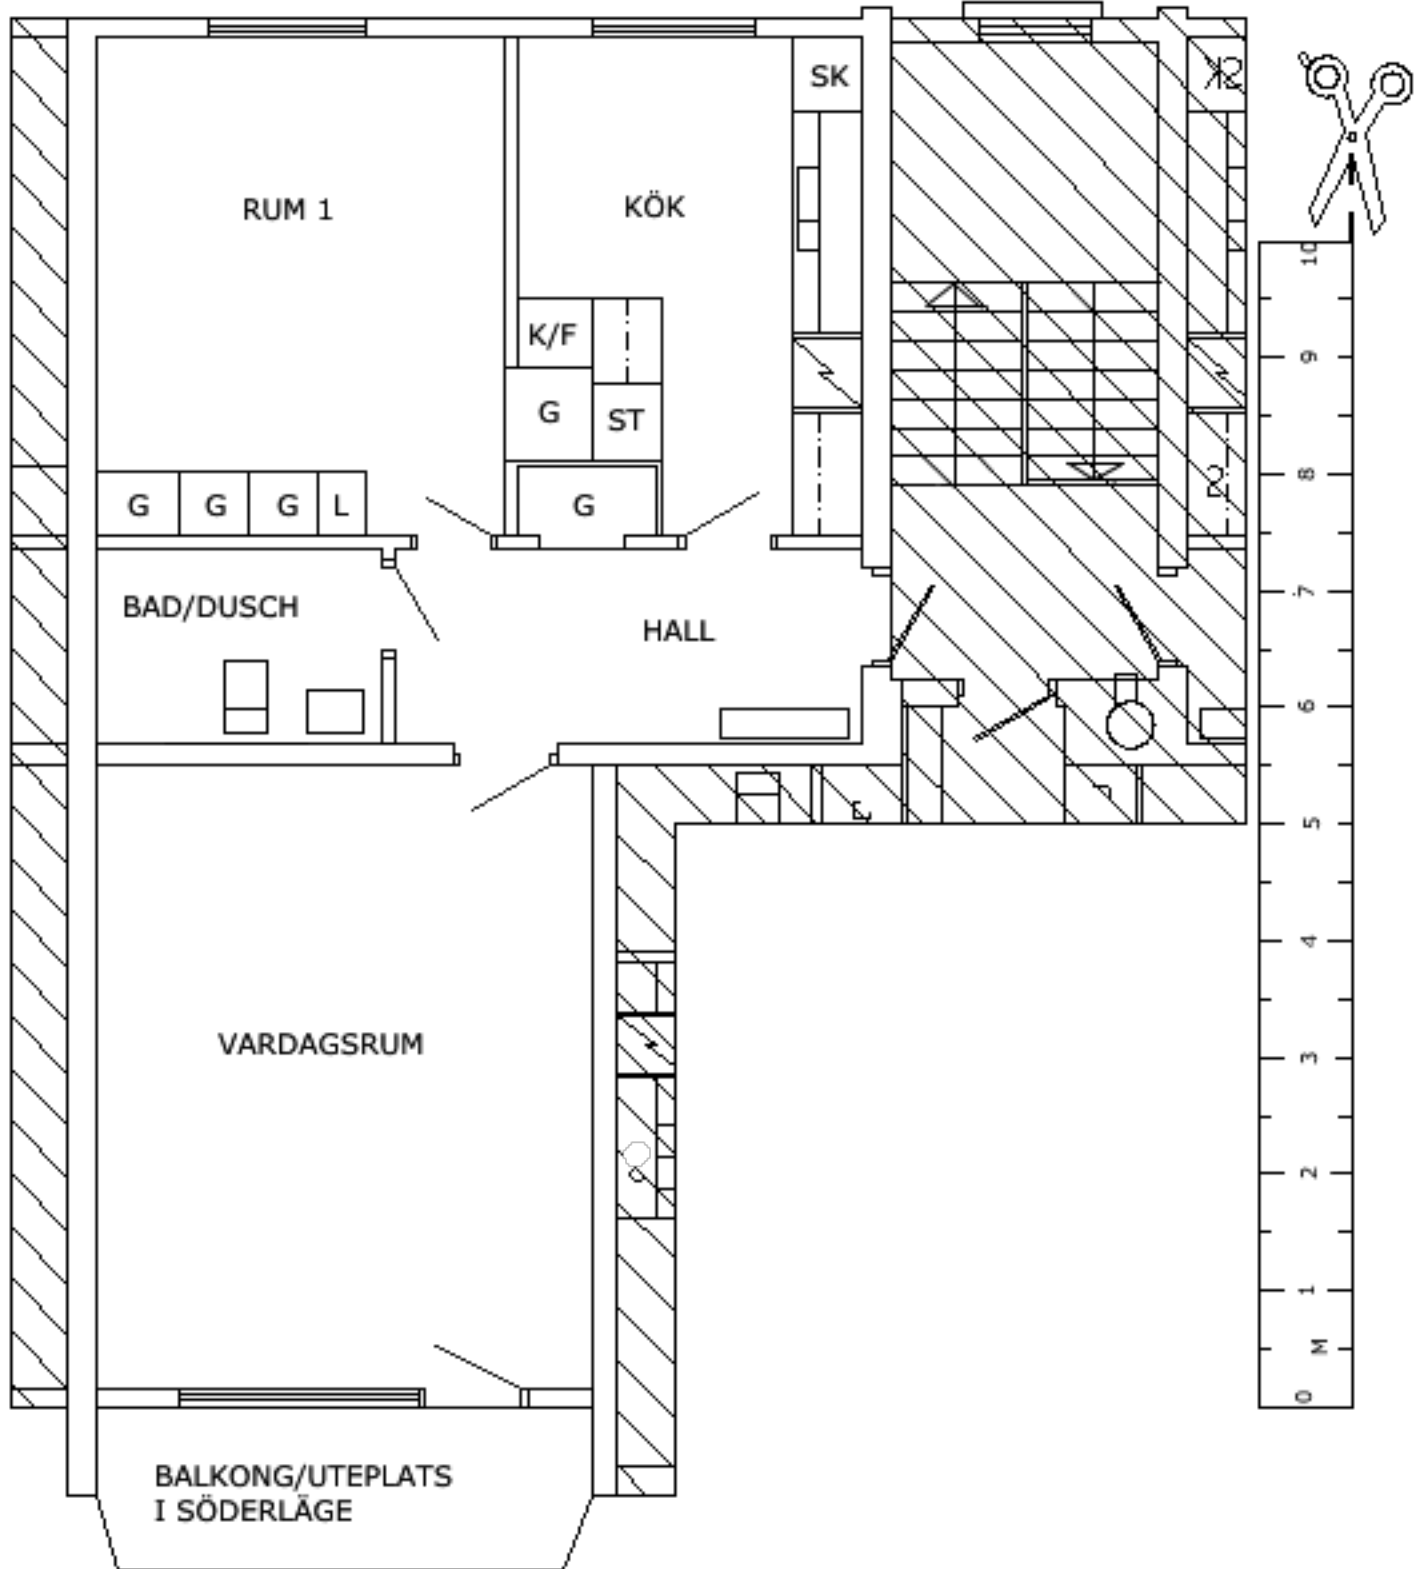 SK
RUM 1
KÖK
K/F
G
ST
G
G
G
L
G
BAD/DUSCH
HALL
VARDAGSRUM
BALKONG/UTEPLATS
I SÖDERLÄGE
10
9
8
7
6
5
4
3
2
1
M
0